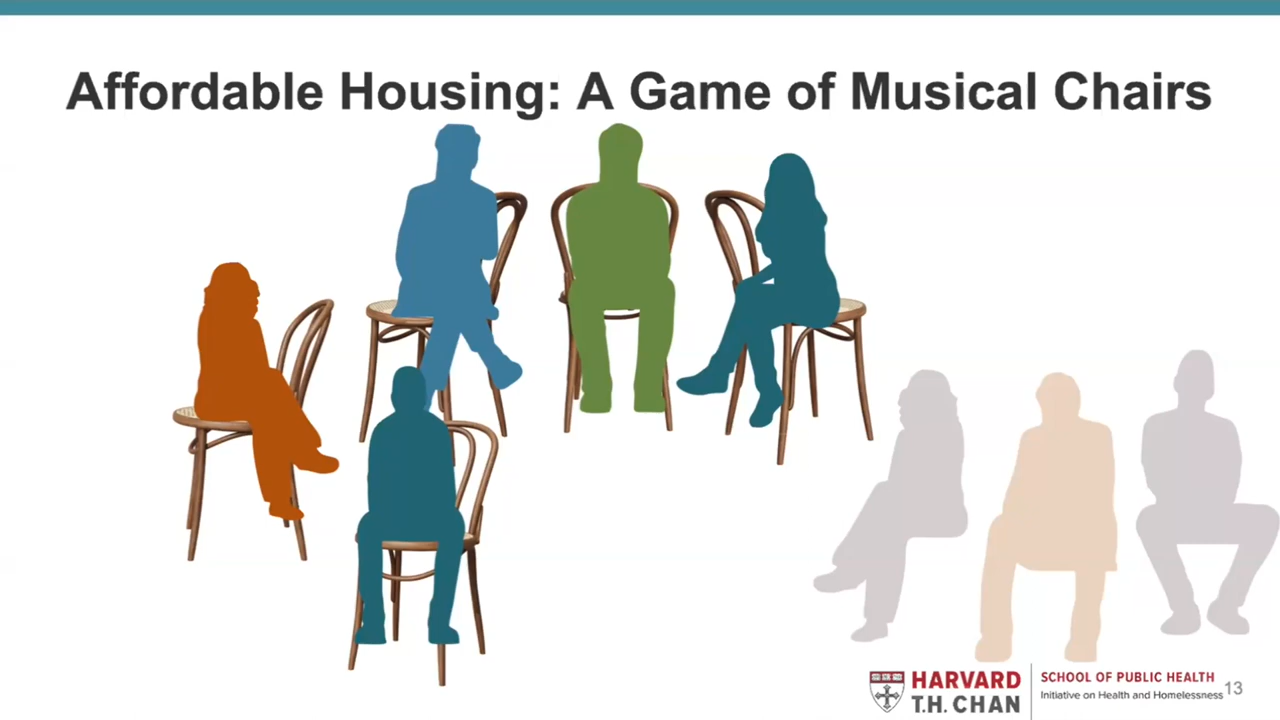 Affordable Housing: A Game of Musical Chairs
HARVARD
T.H. CHAN
SCHOOL OF PUBLIC HEALTH
Initiative on Health and Homelessness
13